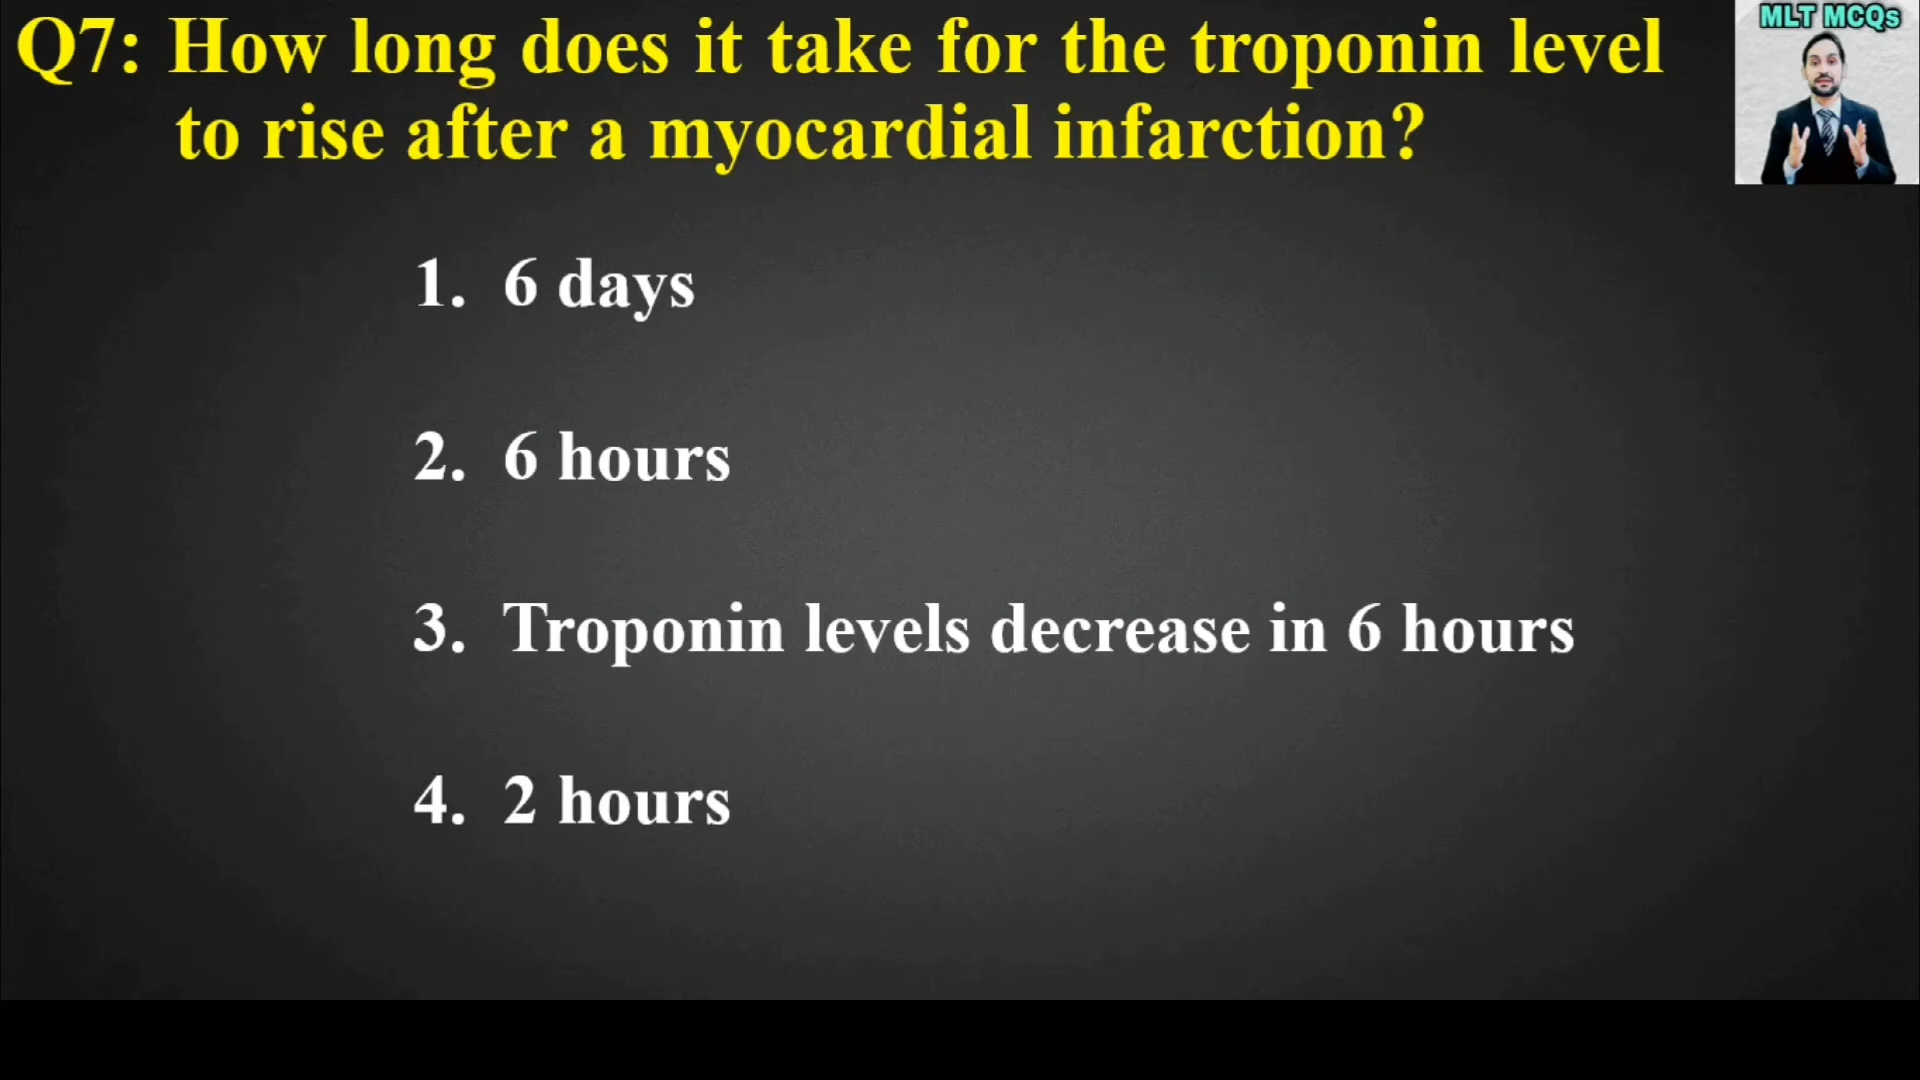 Q7: How long does it take for the troponin level
to rise after a myocardial infarction?
MLT MCQs
1. 6 days
2. 6 hours
3. Troponin levels decrease in 6 hours
4. 2 hours